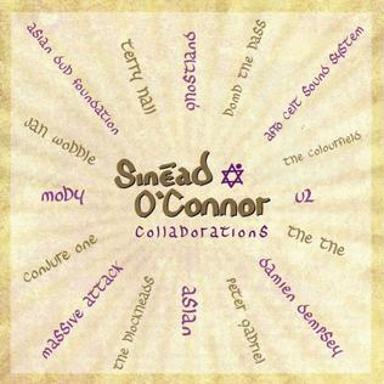 asian dub foundation
terry hall
ghostland
bomb the bass
afro celt sound system
jah wobble
the colourfield
Sinéad
O'Connor
collaborations
moby
u2
conjure one
the the
massive attack
the blockheads
aslan
peter gabriel
damien dempsey